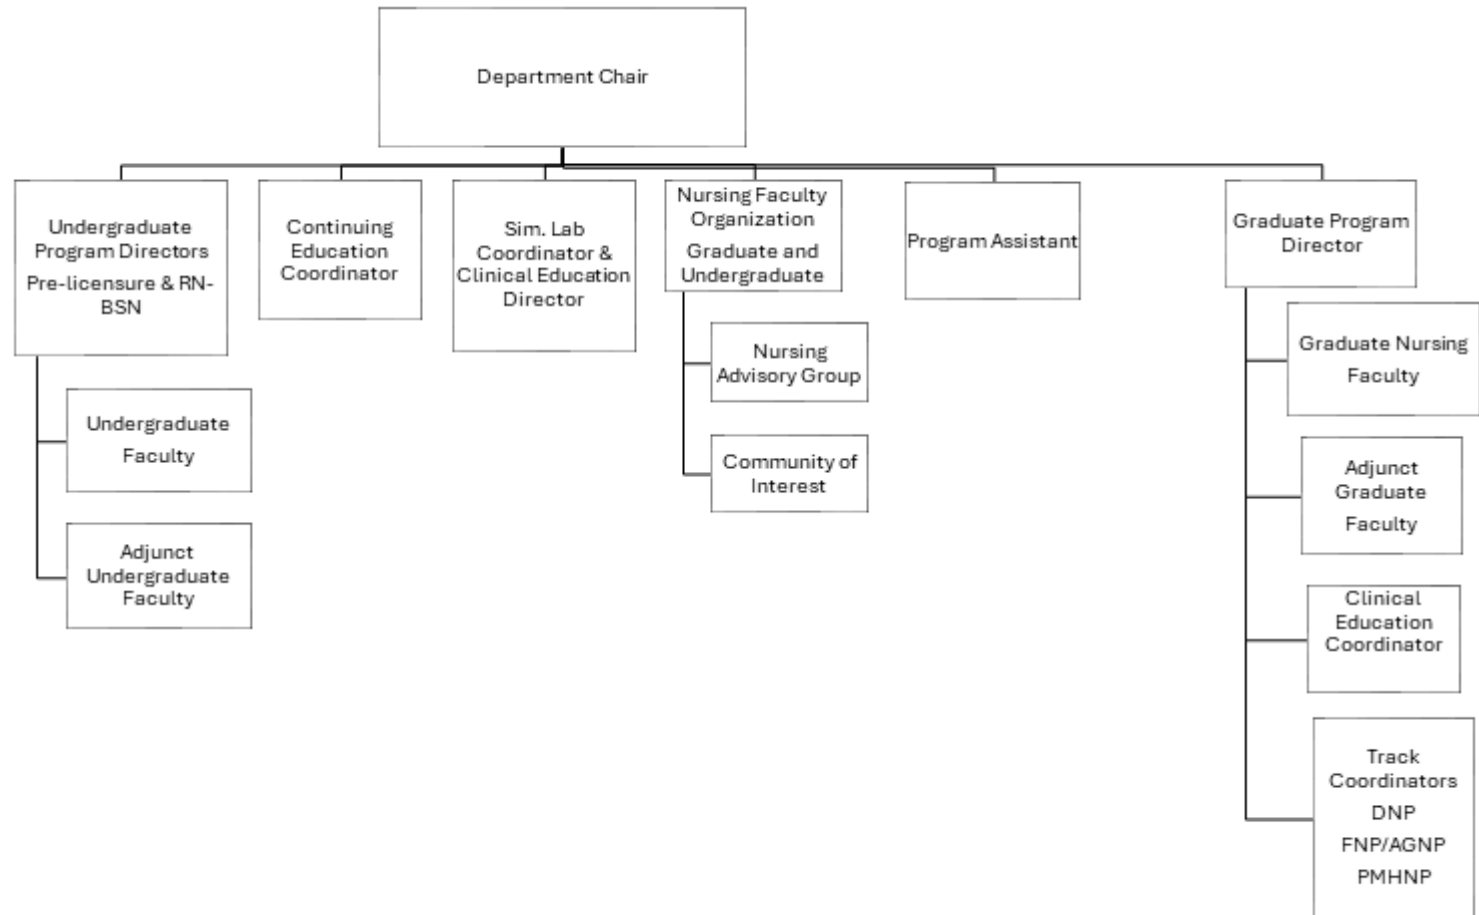 Department Chair
Undergraduate
Program Directors
Pre-licensure & RN-
BSN
Continuing
Education
Coordinator
Sim. Lab
Coordinator &
Clinical Education
Director
Nursing Faculty
Organization
Graduate and
Undergraduate
Program Assistant
Graduate Program
Director
Undergraduate
Faculty
Adjunct
Undergraduate
Faculty
Nursing
Advisory Group
Community of
Interest
Graduate Nursing
Faculty
Adjunct
Graduate
Faculty
Clinical
Education
Coordinator
Track
Coordinators
DNP
FNP/AGNP
PMHNP